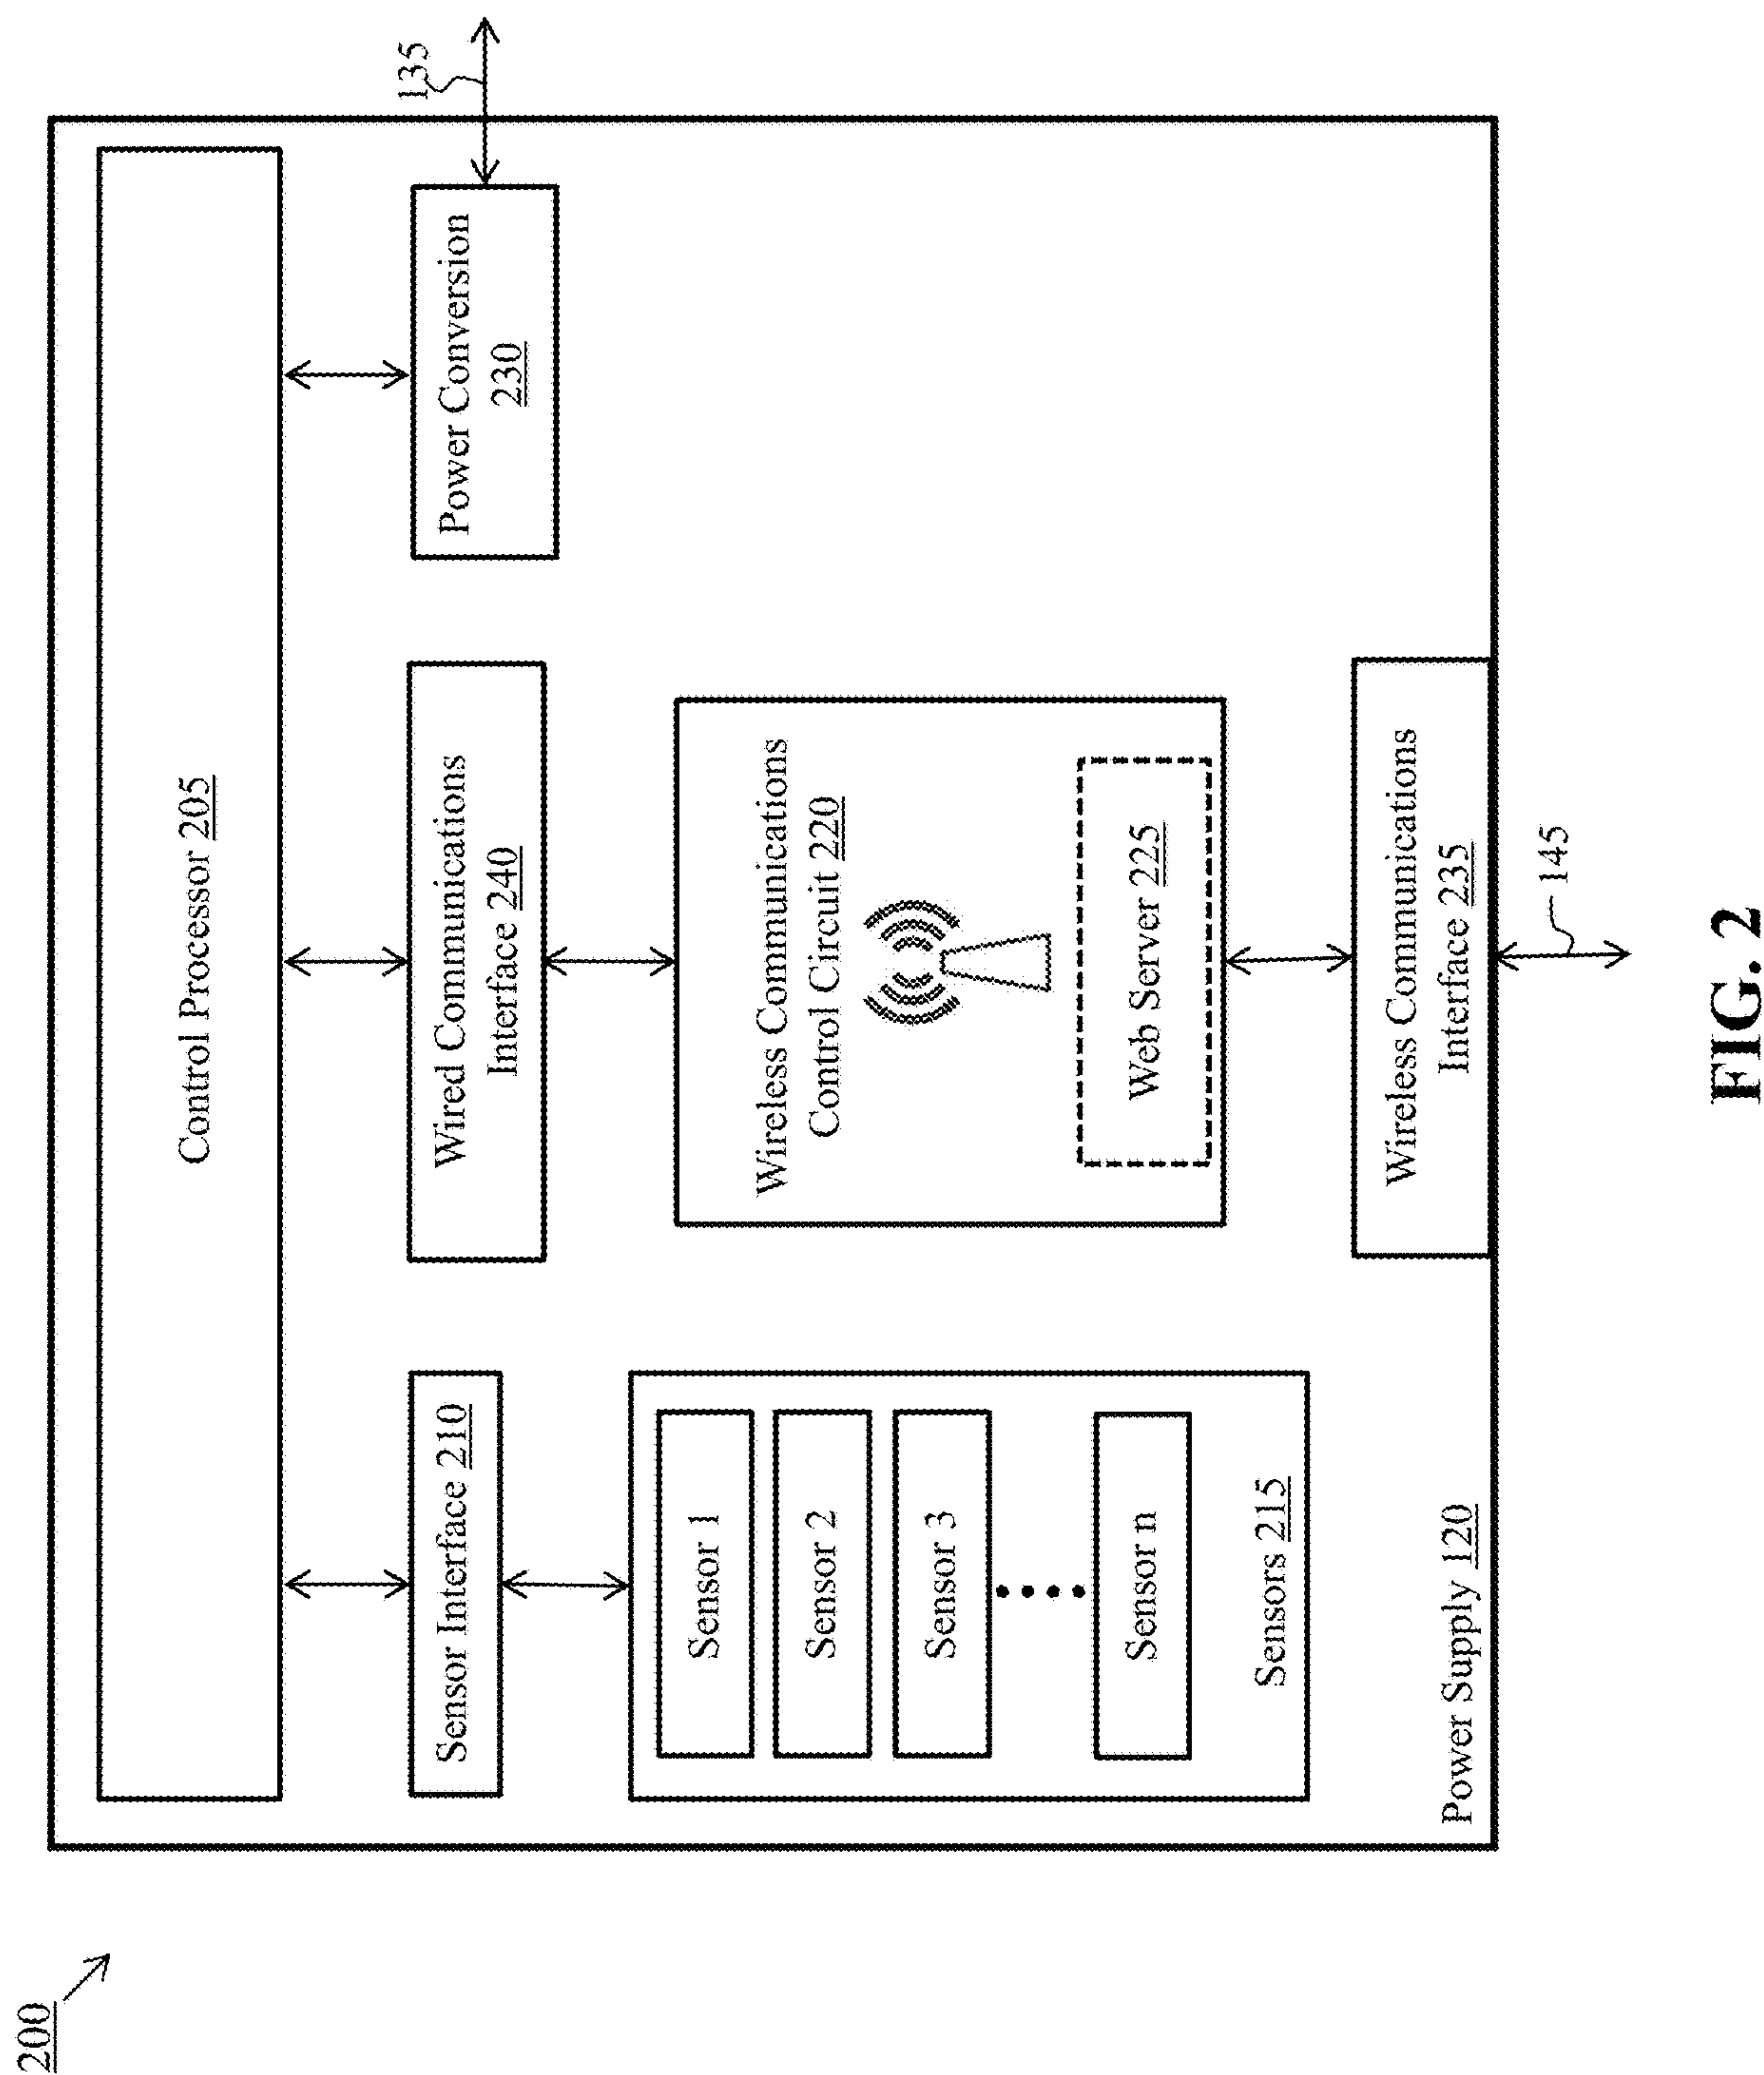 200
Control Processor 205
Sensor Interface 210
Wired Communications
Interface 240
Power Conversion
230
135
Sensor 1
Sensor 2
Sensor 3
Sensor n
Sensors 215
Wireless Communications
Control Circuit 220
Web Server 225
Wireless Communications
Interface 235
Power Supply 120
145
FIG. 2